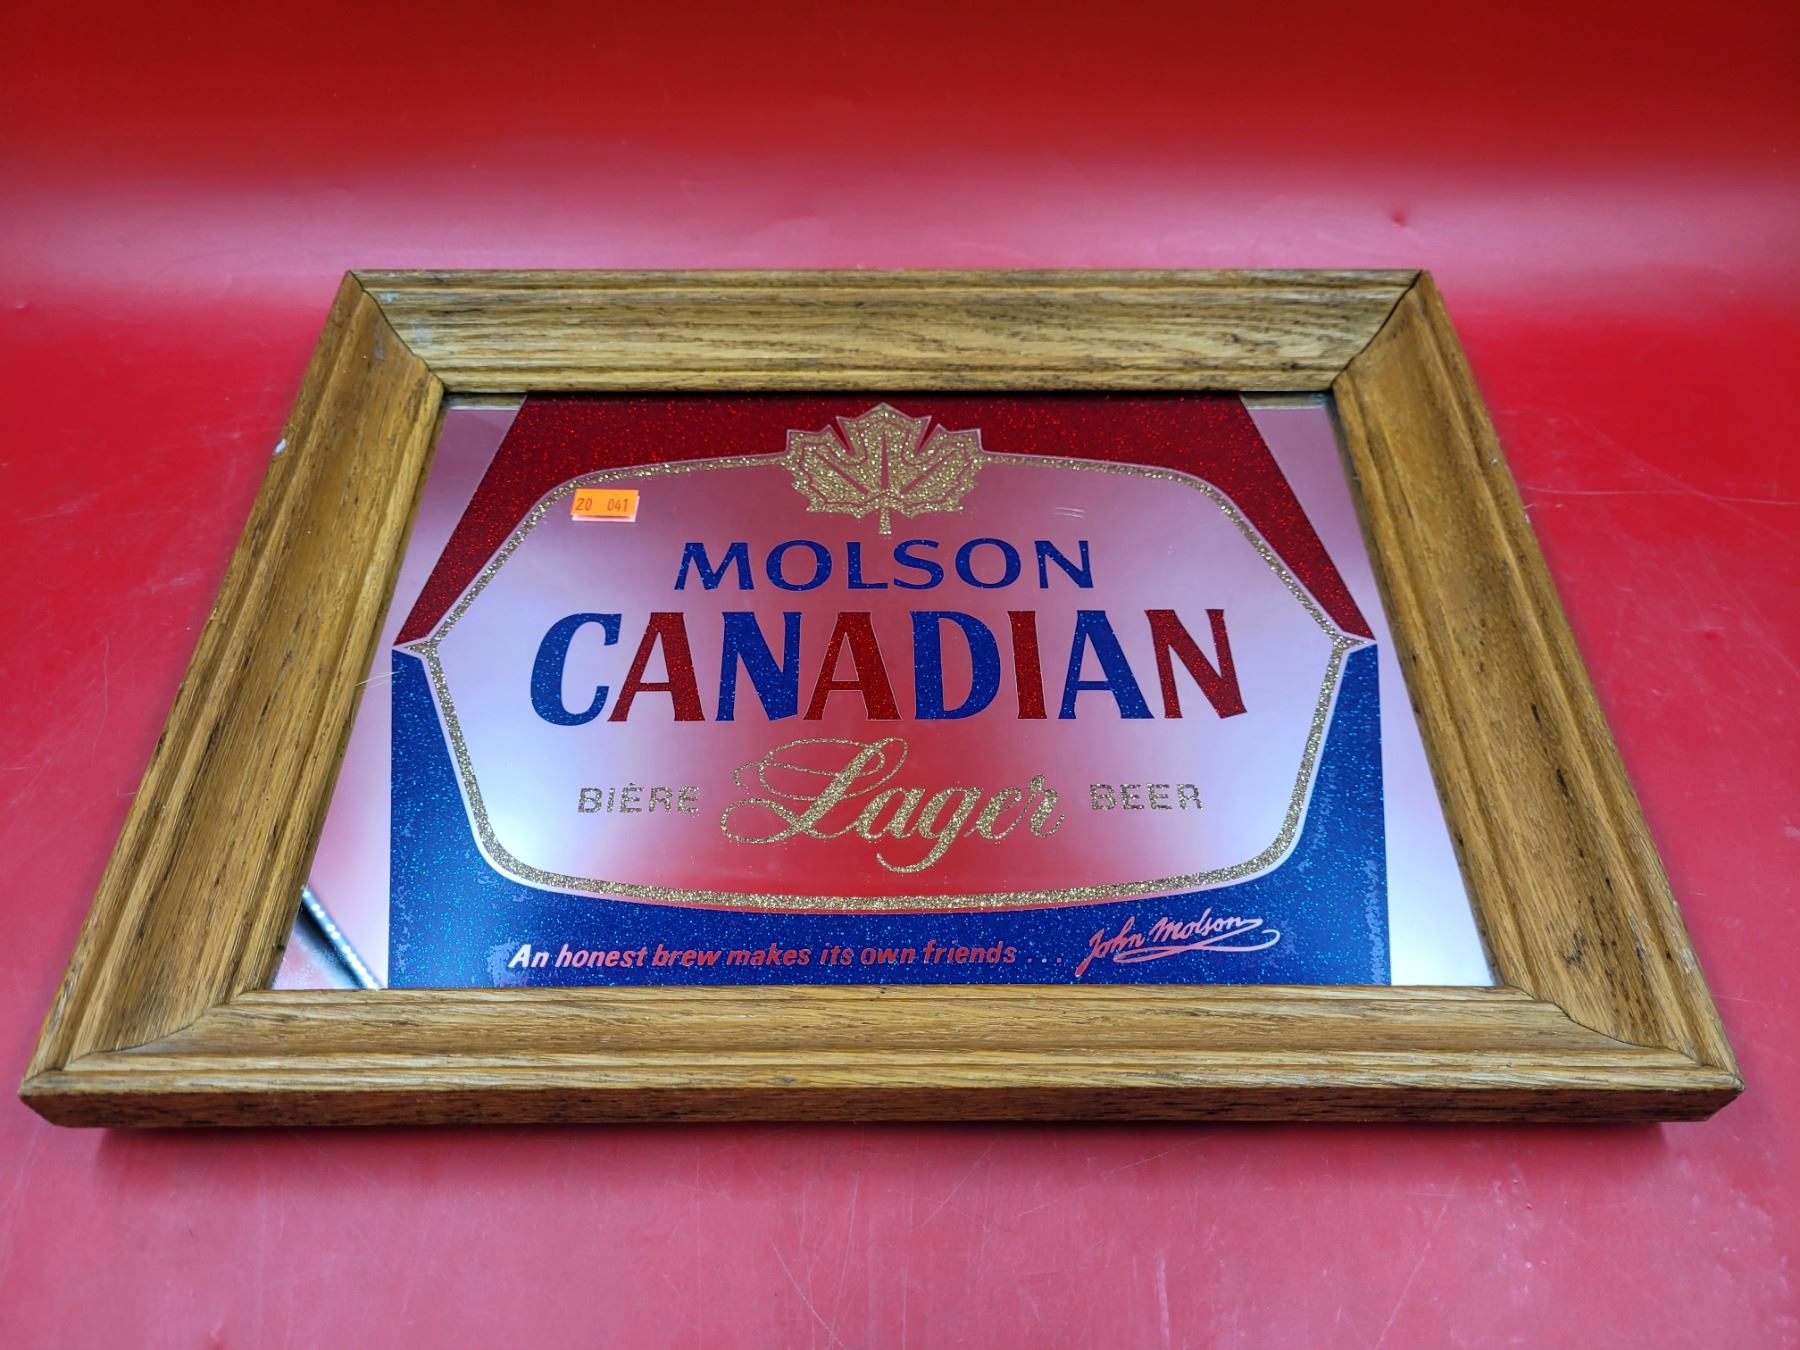 20 041
MOLSON
CANADIAN
BIÈRE Lager BEER
An honest brew makes its own friends ... John Molson